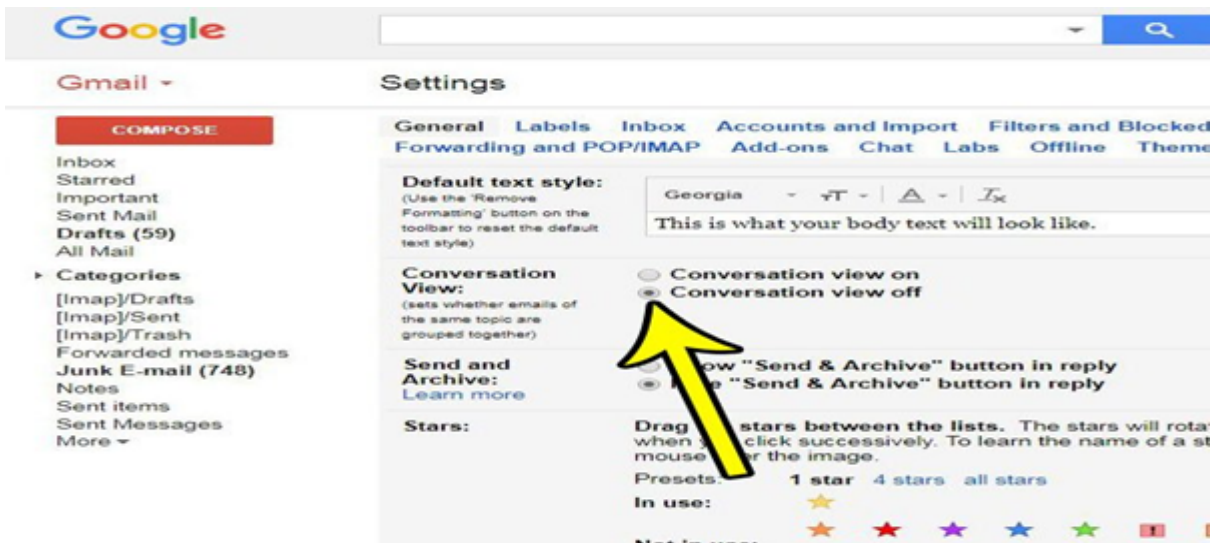 Google
Gmail
Settings
COMPOSE
Inbox
Starred
Important
Sent Mail
Drafts (59)
All Mail
Categories
[Imap]/Drafts
[Imap]/Sent
[Imap]/Trash
Forwarded messages
Junk E-mail (748)
Notes
Sent items
Sent Messages
More
General Labels Inbox Accounts and Import Filters and Blocked
Forwarding and POP/IMAP Add-ons Chat Labs Offline Theme
Default text style:
(Use the 'Remove
Formatting' button on the
toolbar to reset the default
text style)
Georgia
This is what your body text will look like.
Conversation
View:
(sets whether emails of
the same topic are
grouped together)
Conversation view on
Conversation view off
Send and
Archive:
Learn more
"Send & Archive" button in reply
"Send & Archive" button in reply
Stars:
Drag stars between the lists. The stars will
when click successively. To learn the name of a
mouse the image.
Presets: 1 star 4 stars all stars
In use: